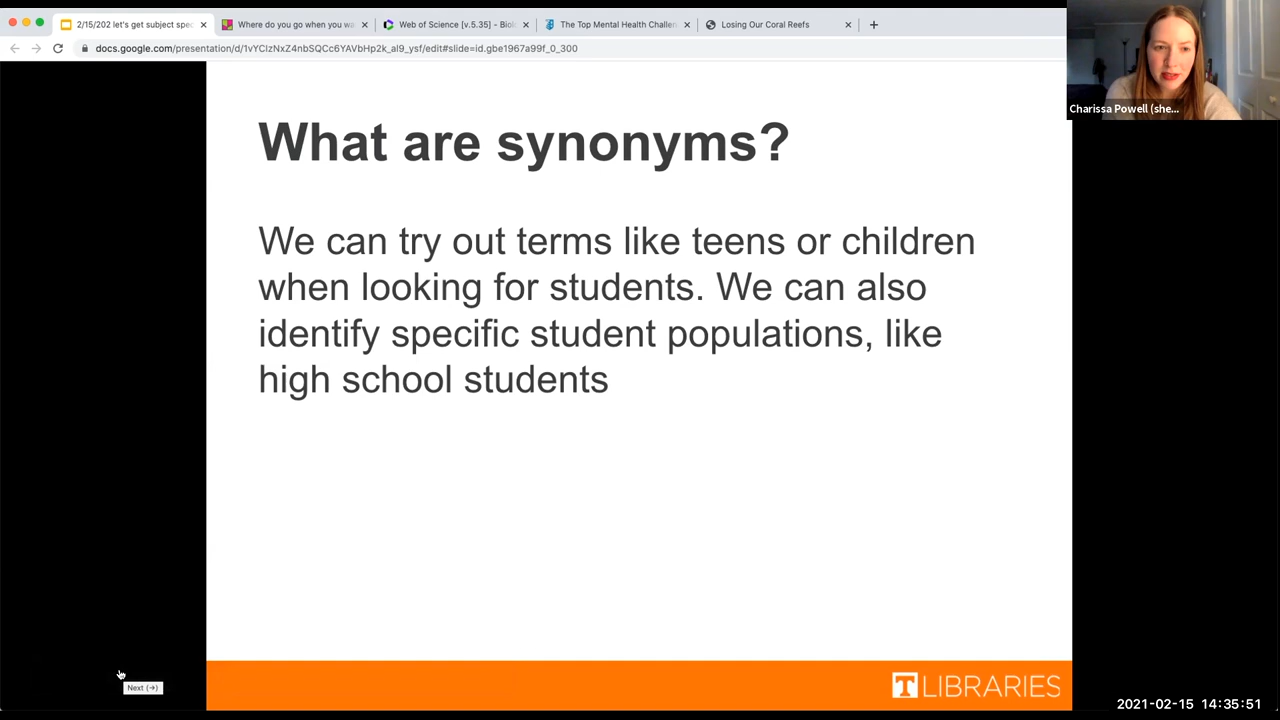 2/15/202 let's get subject spec
Where do you go when you wa
Web of Science [v.5.35] - Biol
The Top Mental Health Challen
Losing Our Coral Reefs
docs.google.com/presentation/d/1vYCIzNxZ4nbSQCc6YAVbHp2k_al9_ysf/edit#slide=id.gbe1967a99f_0_300
Charissa Powell (she...
What are synonyms?
We can try out terms like teens or children
when looking for students. We can also
identify specific student populations, like
high school students
Next (→)
T LIBRARIES
2021-02-15 14:35:51